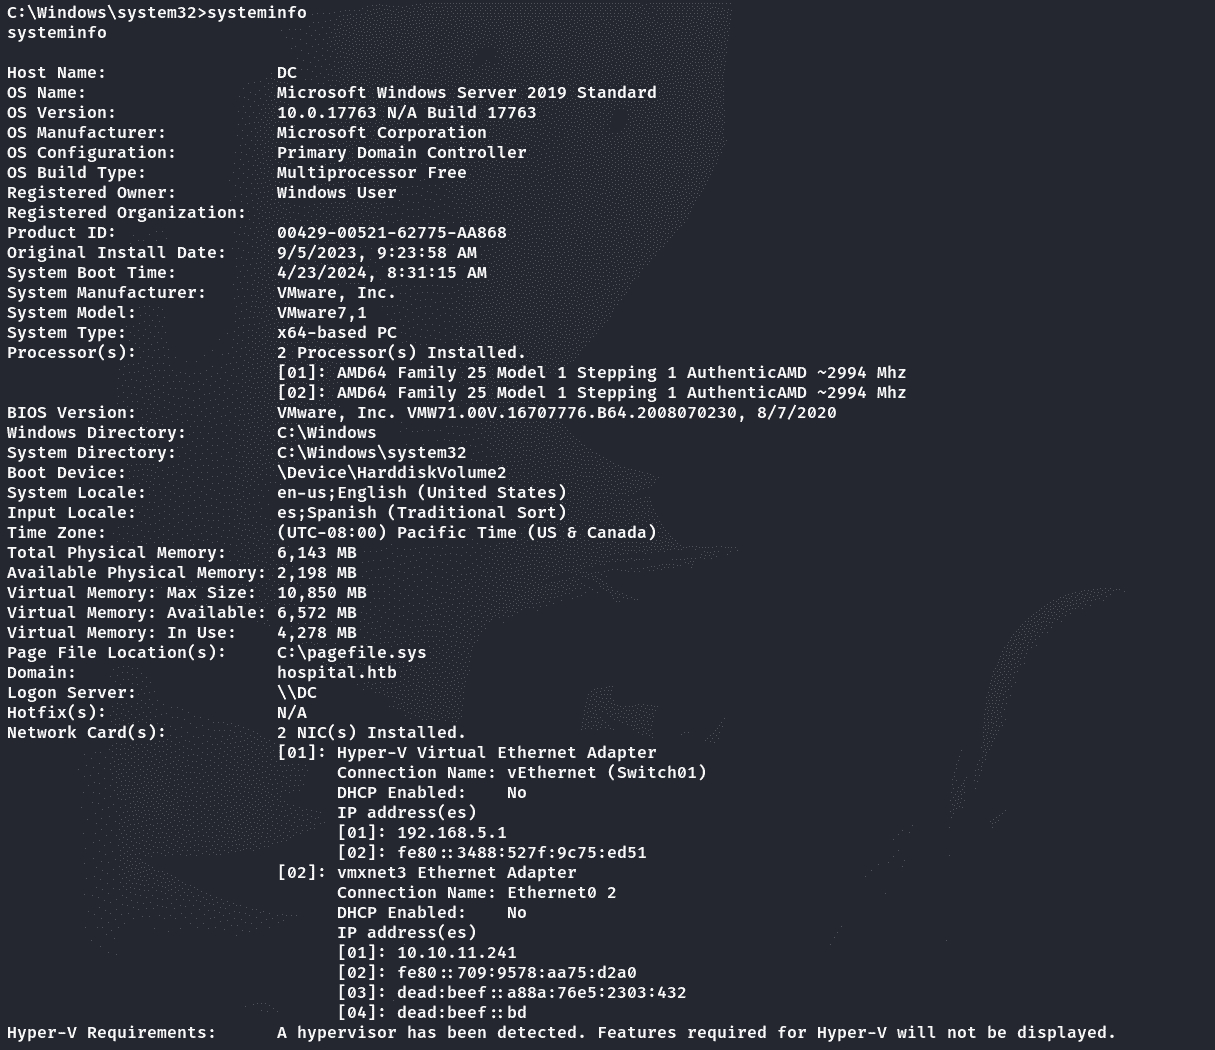 C:\Windows\system32>systeminfo
systeminfo

Host Name:                 DC
OS Name:                   Microsoft Windows Server 2019 Standard
OS Version:                10.0.17763 N/A Build 17763
OS Manufacturer:           Microsoft Corporation
OS Configuration:          Primary Domain Controller
OS Build Type:             Multiprocessor Free
Registered Owner:          Windows User
Registered Organization:
Product ID:                00429-00521-62775-AA868
Original Install Date:     9/5/2023, 9:23:58 AM
System Boot Time:          4/23/2024, 8:31:15 AM
System Manufacturer:       VMware, Inc.
System Model:              VMware7,1
System Type:               x64-based PC
Processor(s):              2 Processor(s) Installed.
                           [01]: AMD64 Family 25 Model 1 Stepping 1 AuthenticAMD ~2994 Mhz
                           [02]: AMD64 Family 25 Model 1 Stepping 1 AuthenticAMD ~2994 Mhz
BIOS Version:              VMware, Inc. VMW71.00V.16707776.B64.2008070230, 8/7/2020
Windows Directory:         C:\Windows
System Directory:          C:\Windows\system32
Boot Device:               \Device\HarddiskVolume2
System Locale:             en-us;English (United States)
Input Locale:              es;Spanish (Traditional Sort)
Time Zone:                 (UTC-08:00) Pacific Time (US & Canada)
Total Physical Memory:     6,143 MB
Available Physical Memory: 2,198 MB
Virtual Memory: Max Size:  10,850 MB
Virtual Memory: Available: 6,572 MB
Virtual Memory: In Use:    4,278 MB
Page File Location(s):     C:\pagefile.sys
Domain:                    hospital.htb
Logon Server:              \\DC
Hotfix(s):                 N/A
Network Card(s):           2 NIC(s) Installed.
                           [01]: Hyper-V Virtual Ethernet Adapter
                                 Connection Name: vEthernet (Switch01)
                                 DHCP Enabled:    No
                                 IP address(es)
                                 [01]: 192.168.5.1
                                 [02]: fe80::3488:527f:9c75:ed51
                           [02]: vmxnet3 Ethernet Adapter
                                 Connection Name: Ethernet0 2
                                 DHCP Enabled:    No
                                 IP address(es)
                                 [01]: 10.10.11.241
                                 [02]: fe80::709:9578:aa75:d2a0
                                 [03]: dead:beef::a88a:76e5:2303:432
                                 [04]: dead:beef::bd
Hyper-V Requirements:      A hypervisor has been detected. Features required for Hyper-V will not be displayed.